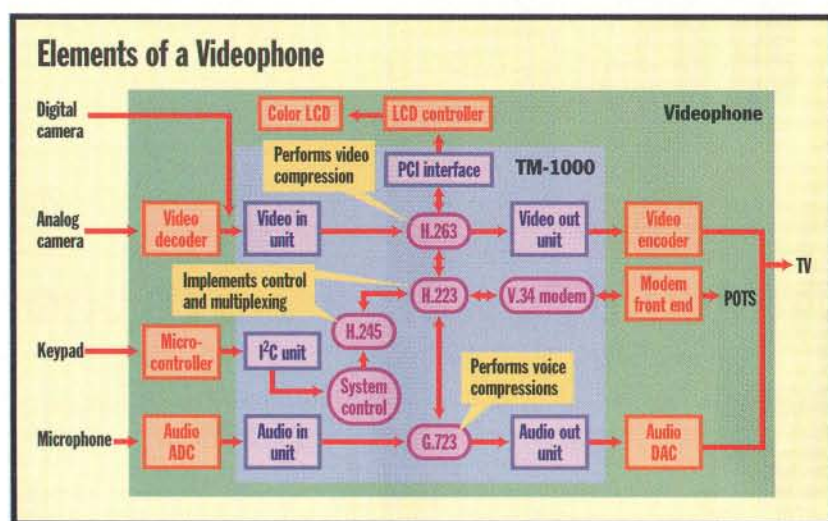 Elements of a Videophone
Digital
camera
Color LCD
LCD controller
Videophone
Performs video
compression
PCI interface
TM-1000
Analog
camera
Video
decoder
Video in
unit
H.263
Video out
unit
Video
encoder
TV
Implements control
and multiplexing
H.223
V.34 modem
Modem
front end
POTS
H.245
Keypad
Micro-
controller
I²C unit
System
control
Performs voice
compressions
Microphone
Audio
ADC
Audio in
unit
G.723
Audio out
unit
Audio
DAC